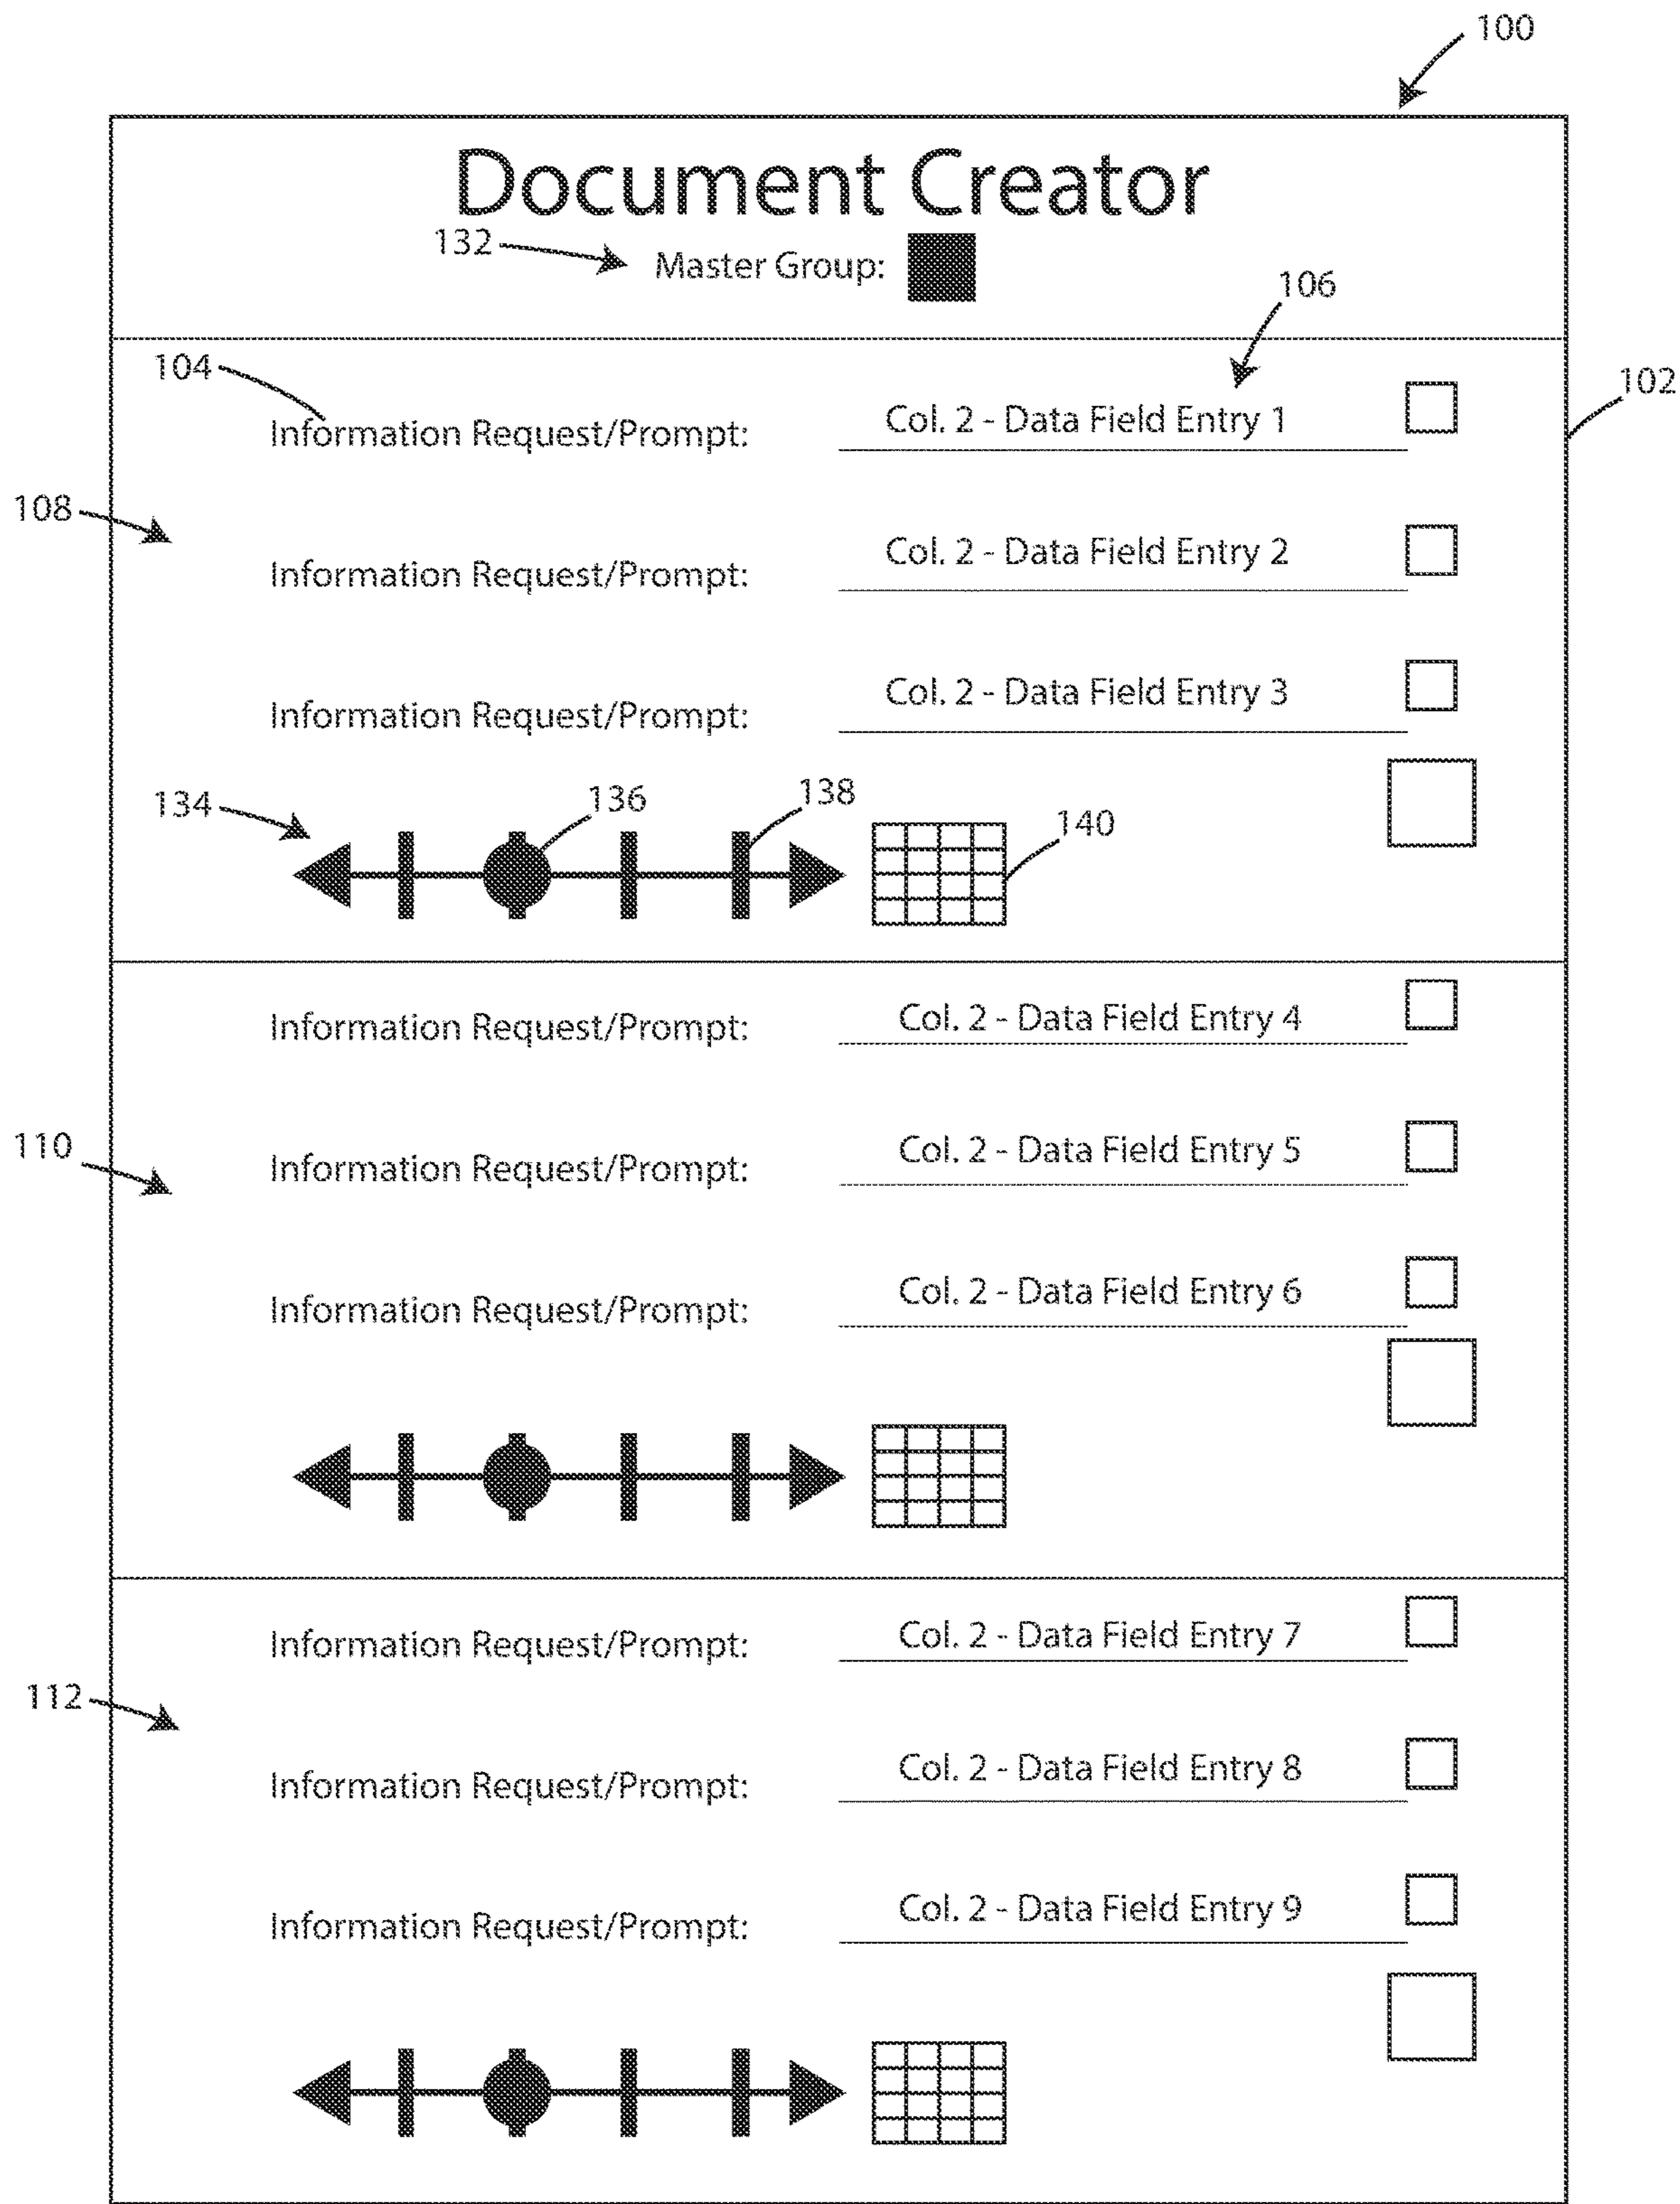 100
Document Creator
132 Master Group:
106
104
102
Information Request/Prompt: Col. 2 - Data Field Entry 1
108
Information Request/Prompt: Col. 2 - Data Field Entry 2
Information Request/Prompt: Col. 2 - Data Field Entry 3
134 136 138 140
Information Request/Prompt: Col. 2 - Data Field Entry 4
110
Information Request/Prompt: Col. 2 - Data Field Entry 5
Information Request/Prompt: Col. 2 - Data Field Entry 6
Information Request/Prompt: Col. 2 - Data Field Entry 7
112
Information Request/Prompt: Col. 2 - Data Field Entry 8
Information Request/Prompt: Col. 2 - Data Field Entry 9